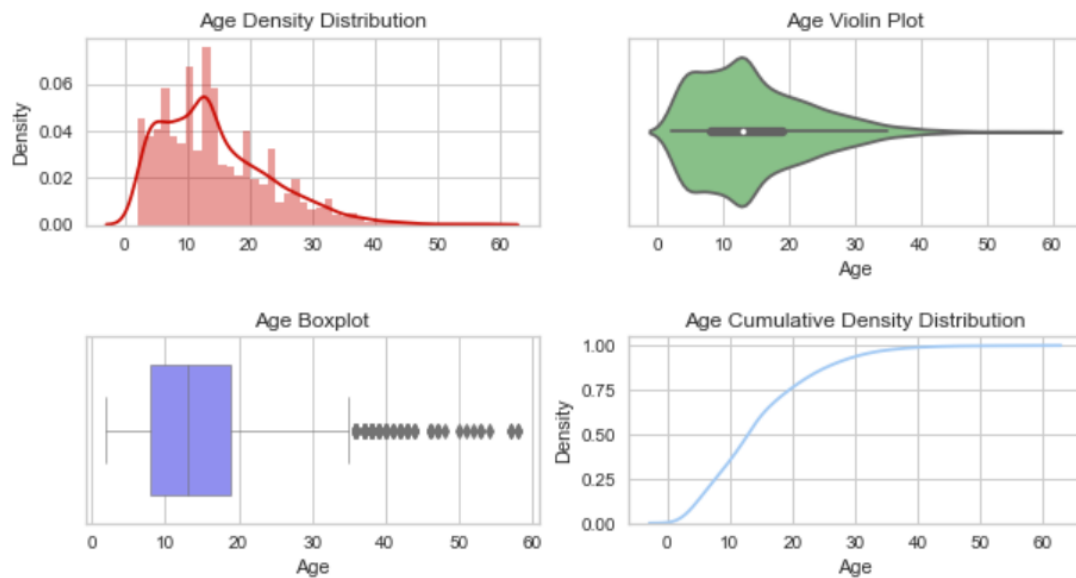 Age Density Distribution
Density
0.06
0.04
0.02
0.00
0 10 20 30 40 50 60
Age Violin Plot
0 10 20 30 40 50 60
Age
Age Boxplot
0 10 20 30 40 50 60
Age
Age Cumulative Density Distribution
Density
1.00
0.75
0.50
0.25
0.00
0 10 20 30 40 50 60
Age